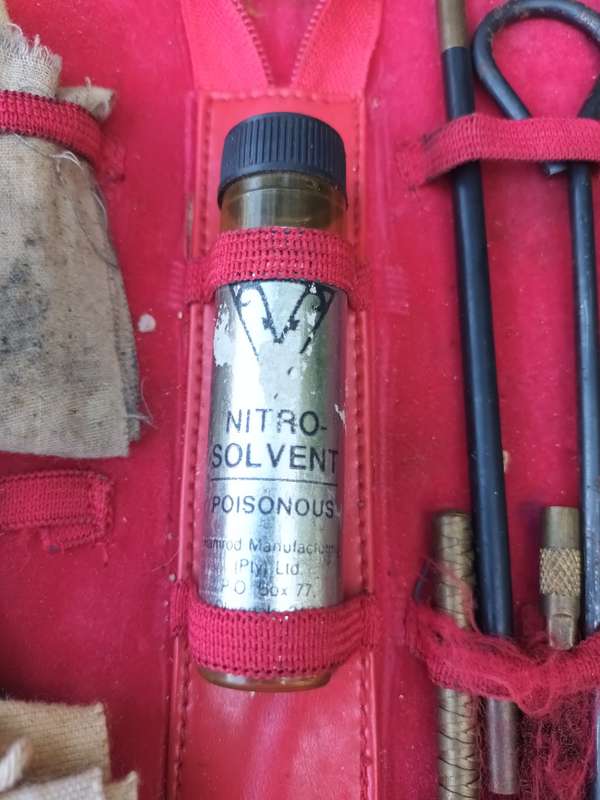 NITRO-
SOLVENT
POISONOUS
(Pty) Ltd
P.O. Box 77,